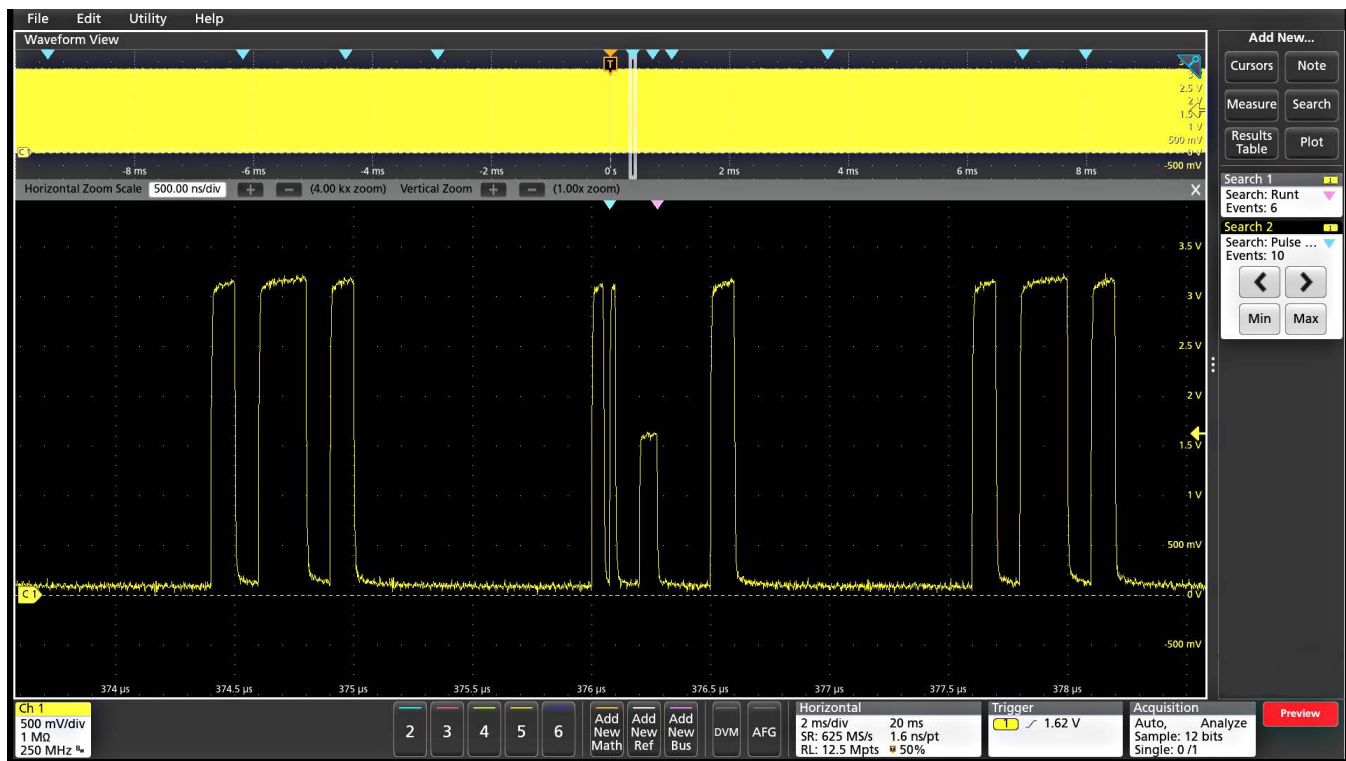 File Edit Utility Help
Waveform View
Add New...
Cursors Note
Measure Search
Results Table Plot
T
3 V
2.5 V
2 V
1.5 V
1 V
500 mV
0 V
-500 mV
C 1
-8 ms -6 ms -4 ms -2 ms 0 s 2 ms 4 ms 6 ms 8 ms
Horizontal Zoom Scale 500.00 ns/div + − (4.00 kx zoom) Vertical Zoom + − (1.00x zoom) X
Search 1 1
Search: Runt
Events: 6
Search 2 1
Search: Pulse ...
Events: 10
< >
Min Max
3.5 V
3 V
2.5 V
2 V
1.5 V
1 V
500 mV
0 V
-500 mV
C 1
374 µs 374.5 µs 375 µs 375.5 µs 376 µs 376.5 µs 377 µs 377.5 µs 378 µs
Ch 1
500 mV/div
1 MΩ
250 MHz
2 3 4 5 6
Add New Math
Add New Ref
Add New Bus
DVM AFG
Horizontal
2 ms/div 20 ms
SR: 625 MS/s 1.6 ns/pt
RL: 12.5 Mpts 50%
Trigger
1 1.62 V
Acquisition
Auto, Analyze
Sample: 12 bits
Single: 0 /1
Preview